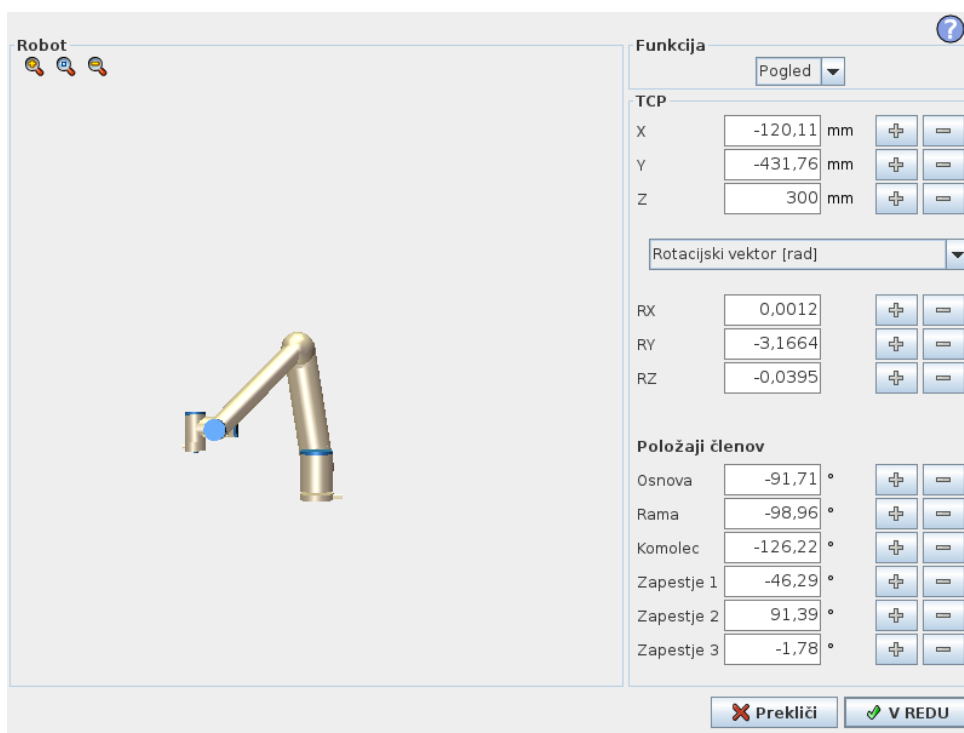 ?
Robot
Funkcija
Pogled
TCP
X -120,11 mm
Y -431,76 mm
Z 300 mm
Rotacijski vektor [rad]
RX 0,0012
RY -3,1664
RZ -0,0395
Položaji členov
Osnova -91,71 °
Rama -98,96 °
Komolec -126,22 °
Zapestje 1 -46,29 °
Zapestje 2 91,39 °
Zapestje 3 -1,78 °
Prekliči V REDU